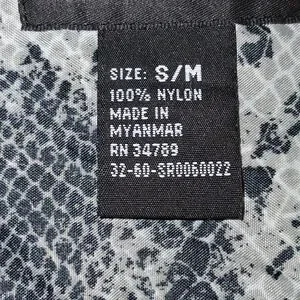 SIZE: S/M
100% NYLON
MADE IN
MYANMAR
RN 34789
32-60-SR0060022